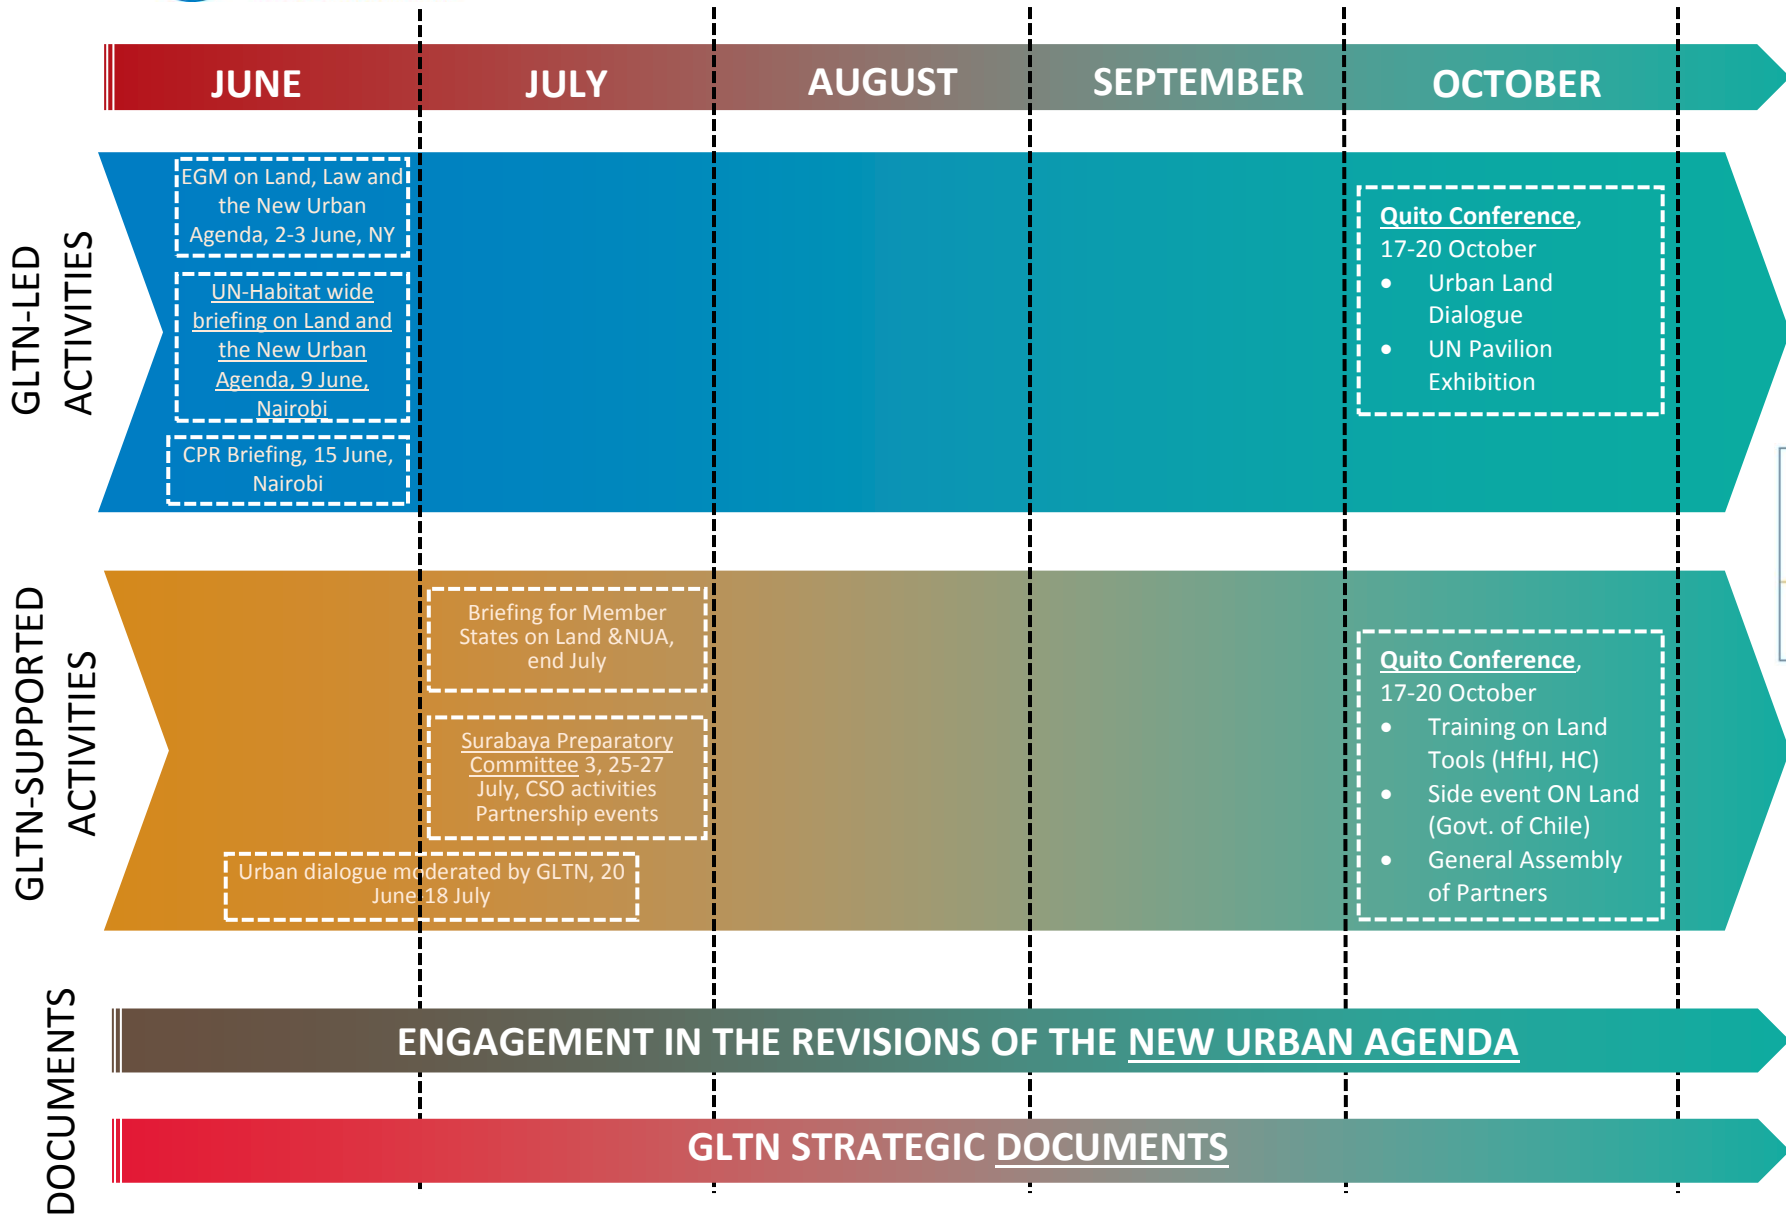 JUNE
JULY
AUGUST
SEPTEMBER
OCTOBER
GLTN-LED
ACTIVITIES
EGM on Land, Law and
the New Urban
Agenda, 2-3 June, NY
UN-Habitat wide
briefing on Land and
the New Urban
Agenda, 9 June,
Nairobi
CPR Briefing, 15 June,
Nairobi
Quito Conference,
17-20 October
• Urban Land
Dialogue
• UN Pavilion
Exhibition
GLTN-SUPPORTED
ACTIVITIES
Briefing for Member
States on Land &NUA,
end July
Surabaya Preparatory
Committee 3, 25-27
July, CSO activities
Partnership events
Urban dialogue moderated by GLTN, 20
June 18 July
Quito Conference,
17-20 October
• Training on Land
Tools (HfHI, HC)
• Side event ON Land
(Govt. of Chile)
• General Assembly
of Partners
DOCUMENTS
ENGAGEMENT IN THE REVISIONS OF THE NEW URBAN AGENDA
GLTN STRATEGIC DOCUMENTS